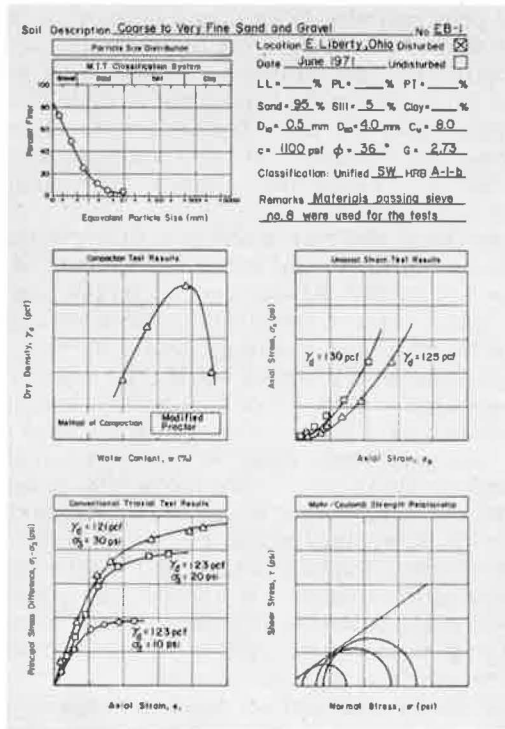 Soil Description Coarse to Very Fine Sand and Gravel No EB-1
Particle Size Distribution
M.I.T. Classification System
Gravel Sand Silt Clay
Percent Finer
100
80
60
40
20
0
Equivalent Particle Size (mm)
Location E. Liberty, Ohio Disturbed ☒
Date June 1971 Undisturbed ☐
LL = % PL = % PI = %
Sand = 95 % Silt = 5 % Clay = %
D₁₀ = 0.5 mm D₆₀ = 4.0 mm Cᵤ = 8.0
c = 1100 psf ϕ = 36 ° G = 2.73
Classification: Unified SW HRB A-1-b
Remarks Materials passing sieve
no. 8 were used for the tests
Compaction Test Results
Dry Density, γd (pcf)
Method of Compaction Modified
Proctor
Water Content, w (%)
Uniaxial Strain Test Results
Axial Stress, σa (psi)
γd = 130 pcf γd = 125 pcf
Axial Strain, εa
Conventional Triaxial Test Results
Principal Stress Difference, σ₁-σ₃ (psi)
γd = 121 pcf
σ₃ = 30 psi
γd = 123 pcf
σ₃ = 20 psi
γd = 123 pcf
σ₃ = 10 psi
Axial Strain,
Mohr/Coulomb Strength Relationship
Shear Stress, τ (psi)
Normal Stress, σ (psi)